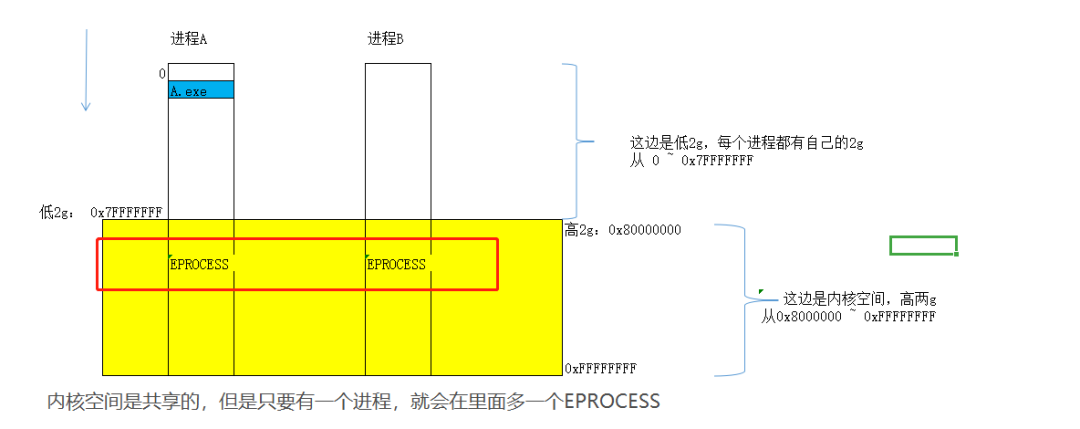 进程A
进程B
0
A.exe
这边是低2g，每个进程都有自己的2g
从 0 ~ 0x7FFFFFFF
低2g： 0x7FFFFFFF
高2g：0x80000000
EPROCESS
EPROCESS
这边是内核空间，高两g
从0x8000000 ~ 0xFFFFFFFF
0xFFFFFFFF
内核空间是共享的，但是只要有一个进程，就会在里面多一个EPROCESS